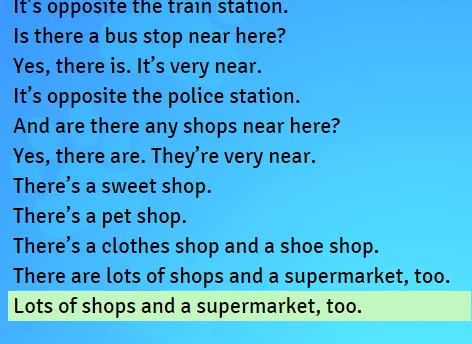 It's opposite the train station.
Is there a bus stop near here?
Yes, there is. It's very near.
It's opposite the police station.
And are there any shops near here?
Yes, there are. They're very near.
There's a sweet shop.
There's a pet shop.
There's a clothes shop and a shoe shop.
There are lots of shops and a supermarket, too.
Lots of shops and a supermarket, too.